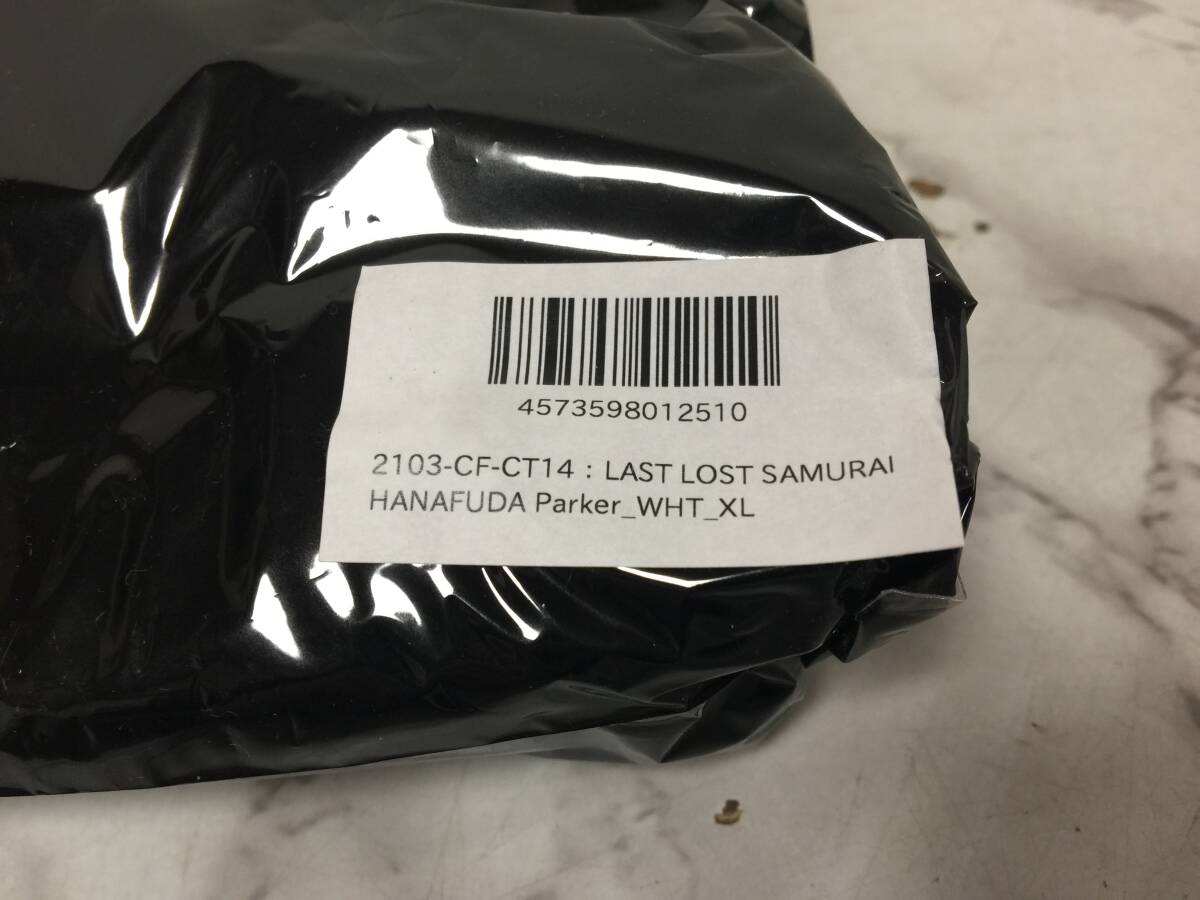 4573598012510
2103-CF-CT14 : LAST LOST SAMURAI
HANAFUDA Parker_WHT_XL